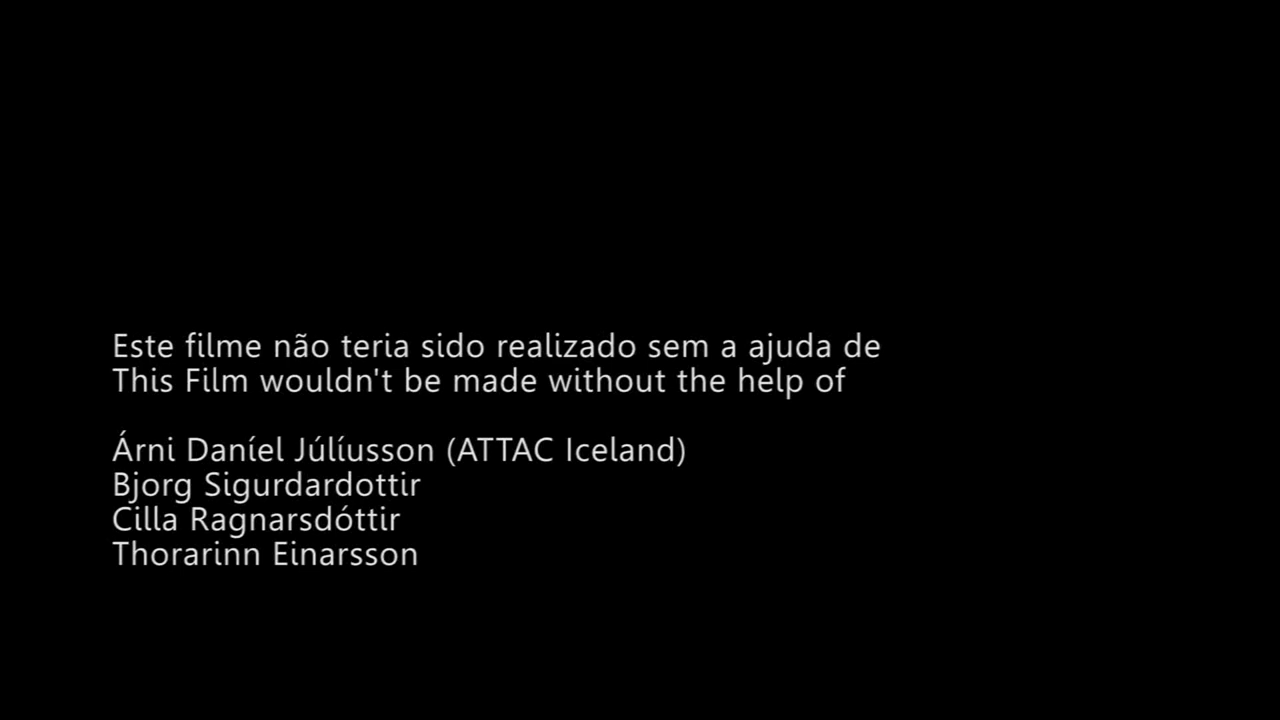 Este filme não teria sido realizado sem a ajuda de
This Film wouldn't be made without the help of
Árni Daníel Júlíusson (ATTAC Iceland)
Bjorg Sigurdardottir
Cilla Ragnarsdóttir
Thorarinn Einarsson